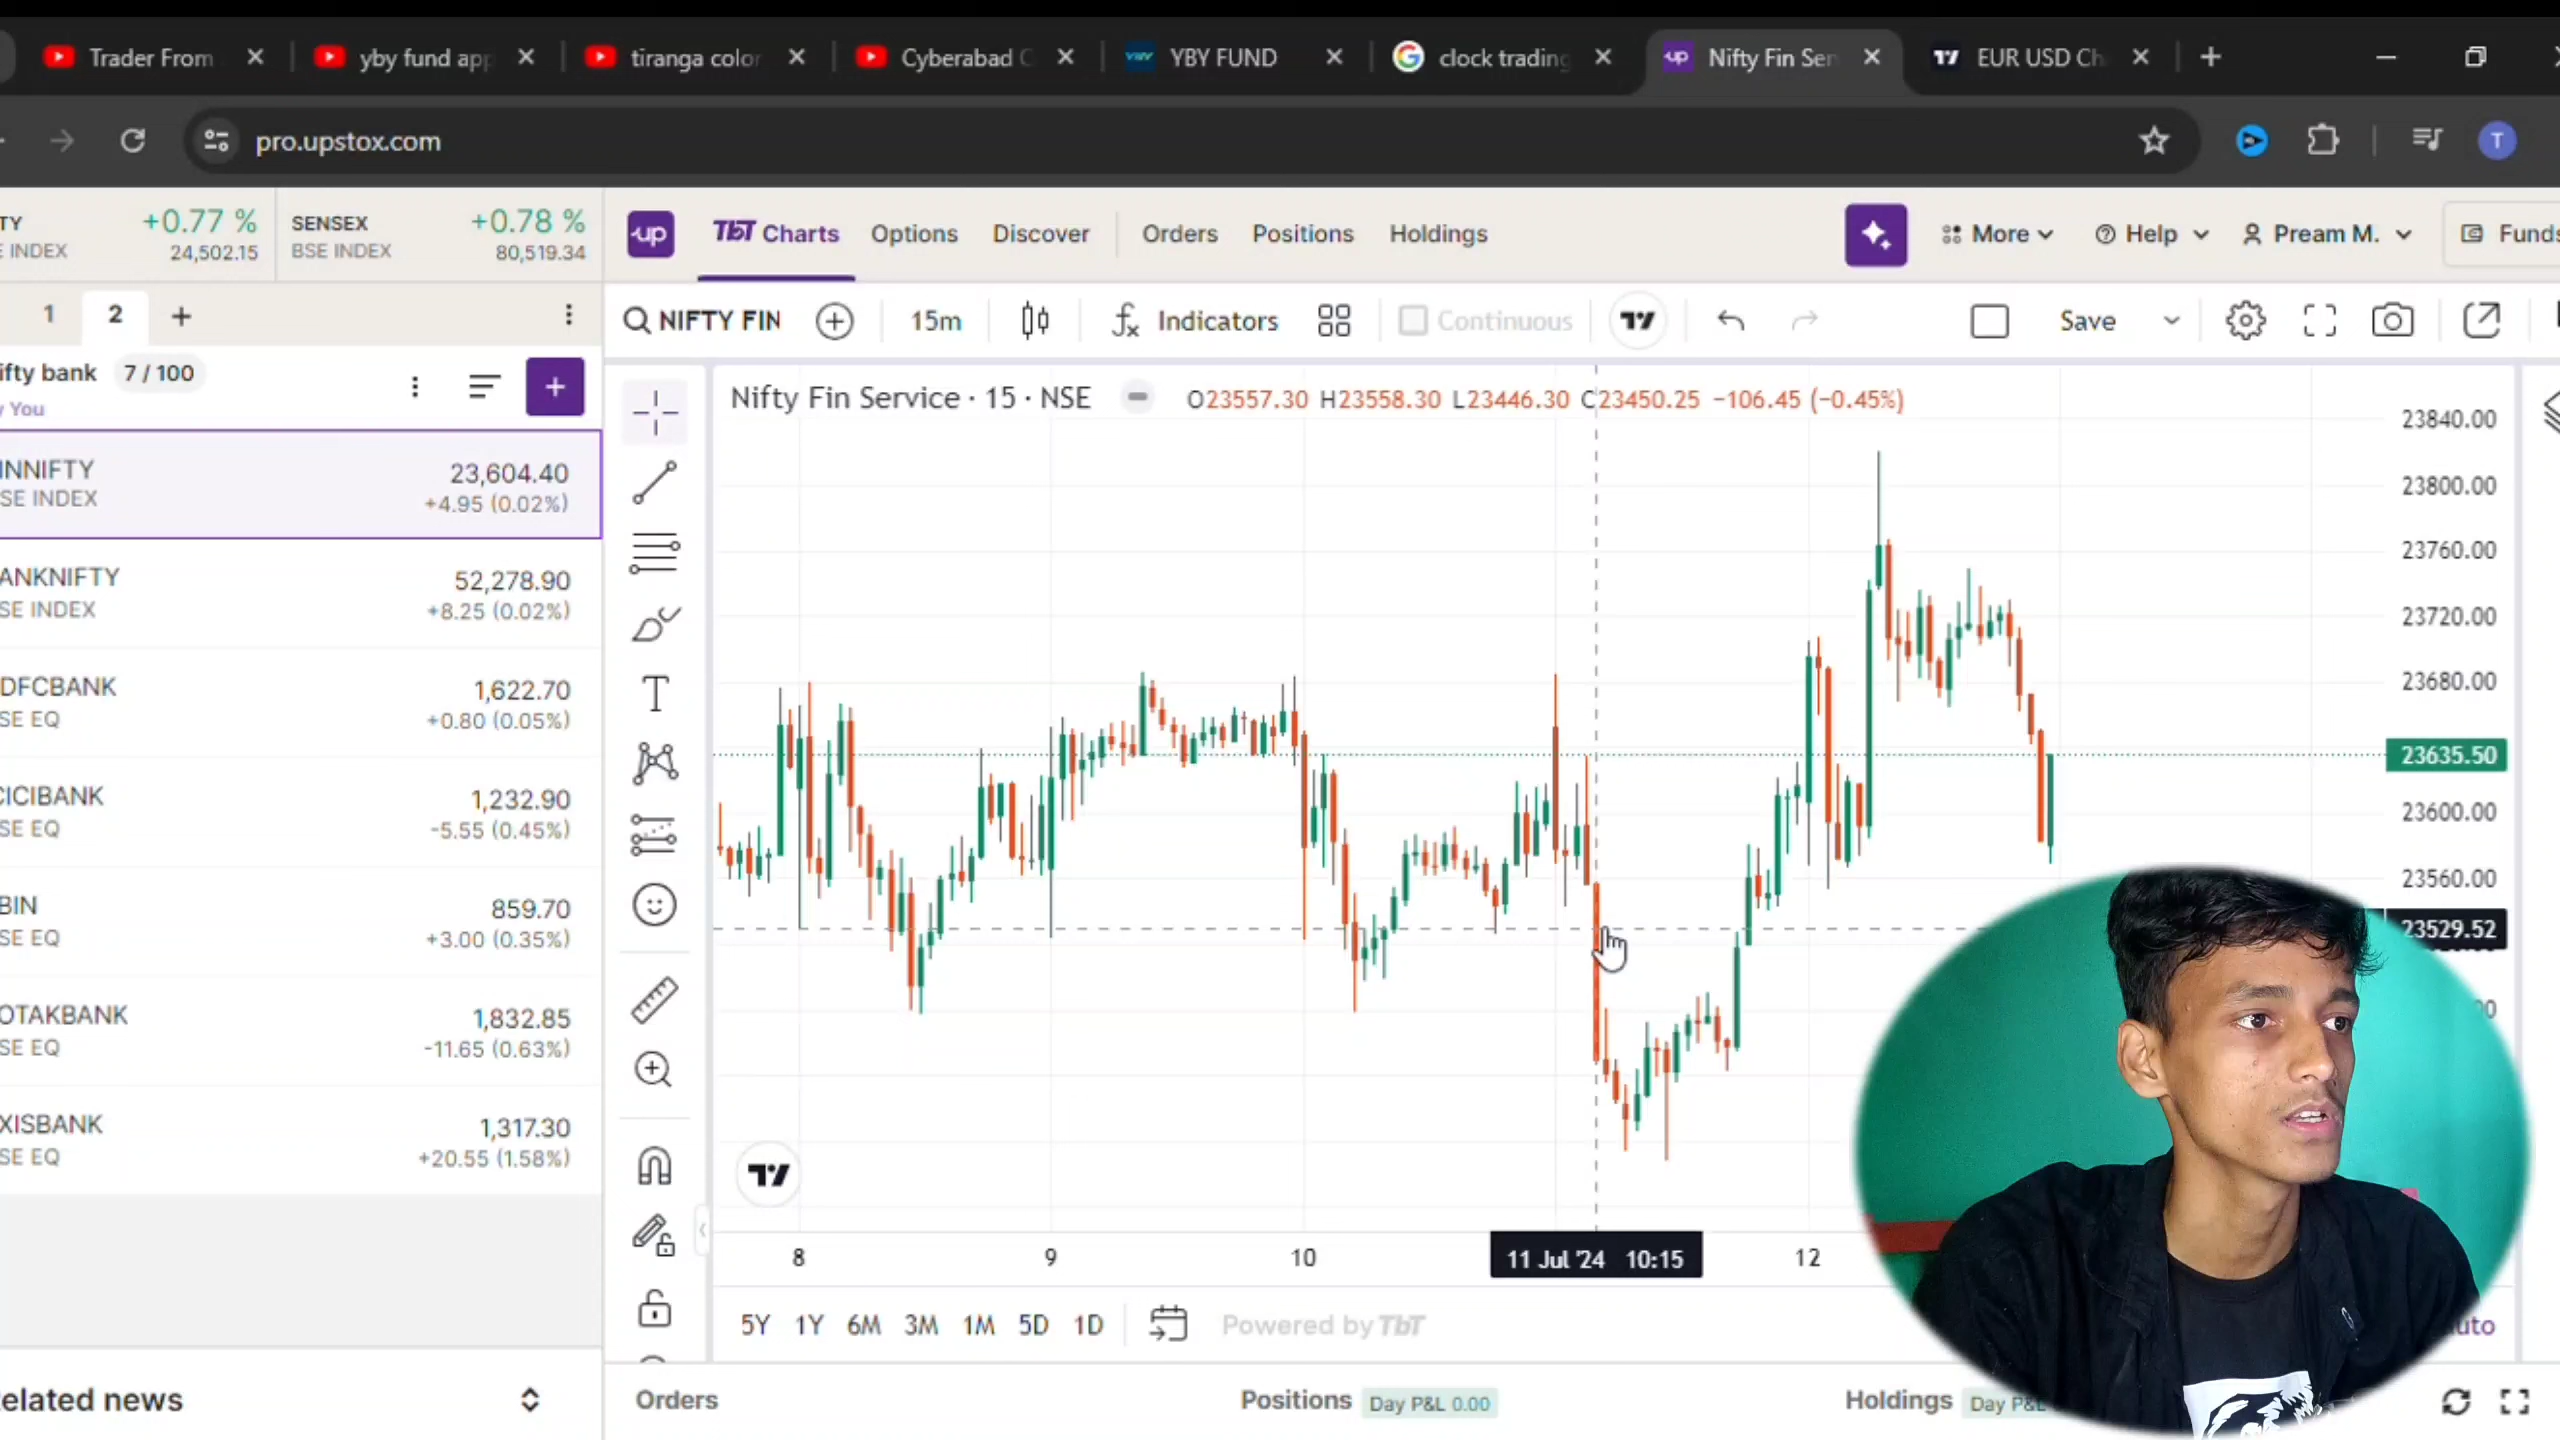 Trader From
yby fund app
tiranga color
Cyberabad C
YBY FUND
clock trading
Nifty Fin Ser
EUR USD Ch
pro.upstox.com
TY +0.77 %
E INDEX 24,502.15
SENSEX +0.78 %
BSE INDEX 80,519.34
up TbT Charts Options Discover Orders Positions Holdings More Help Pream M. Funds
1 2 +
NIFTY FIN 15m Indicators Continuous Save
ifty bank 7 / 100
y You
INNIFTY 23,604.40
SE INDEX +4.95 (0.02%)
ANKNIFTY 52,278.90
SE INDEX +8.25 (0.02%)
DFCBANK 1,622.70
SE EQ +0.80 (0.05%)
CICIBANK 1,232.90
SE EQ -5.55 (0.45%)
BIN 859.70
SE EQ +3.00 (0.35%)
OTAKBANK 1,832.85
SE EQ -11.65 (0.63%)
XISBANK 1,317.30
SE EQ +20.55 (1.58%)
elated news
Nifty Fin Service · 15 · NSE O23557.30 H23558.30 L23446.30 C23450.25 −106.45 (−0.45%)
23840.00
23800.00
23760.00
23720.00
23680.00
23635.50
23600.00
23560.00
23529.52
8 9 10 11 Jul '24 10:15 12
5Y 1Y 6M 3M 1M 5D 1D Powered by TbT
uto
Orders Positions Day P&L 0.00 Holdings Day P&L